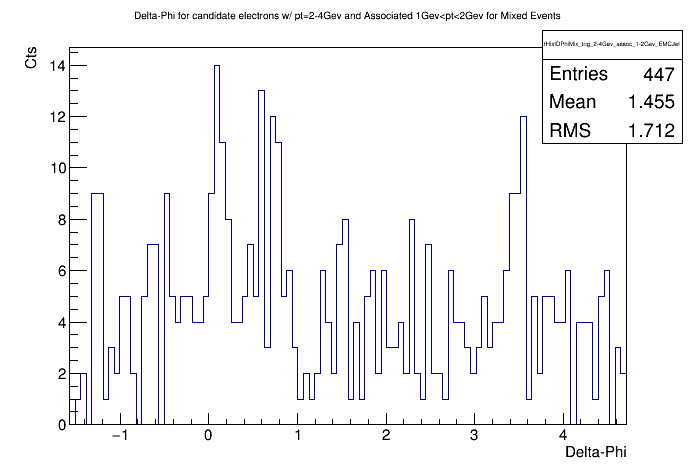 Delta-Phi for candidate electrons w/ pt=2-4Gev and Associated 1Gev<pt<2Gev for Mixed Events
fHistDPhiMix_trig_2-4Gev_assoc_1-2Gev_EMCJet
Entries 447
Mean 1.455
RMS 1.712
Cts
14
12
10
8
6
4
2
0
−1 0 1 2 3 4
Delta-Phi